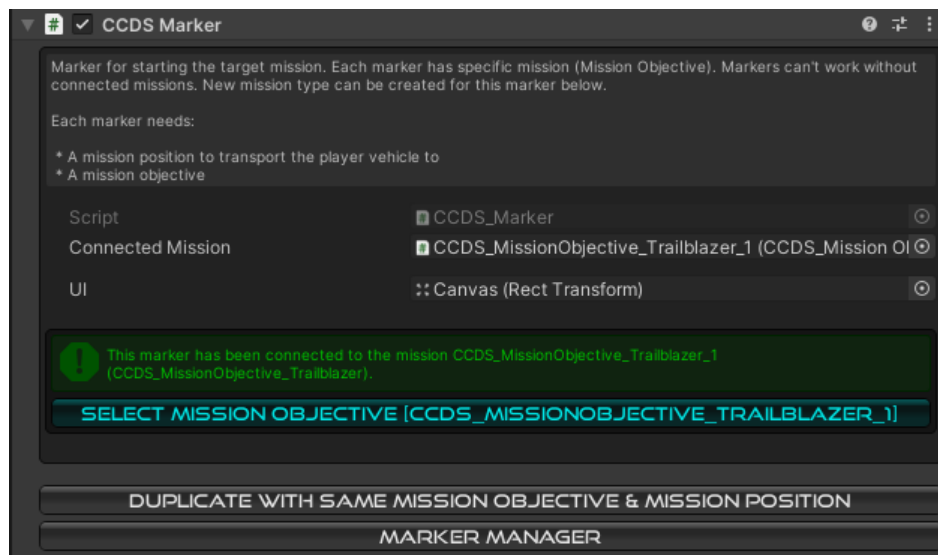 CCDS Marker
Marker for starting the target mission. Each marker has specific mission (Mission Objective). Markers can't work without
connected missions. New mission type can be created for this marker below.
Each marker needs:
* A mission position to transport the player vehicle to
* A mission objective
Script CCDS_Marker
Connected Mission CCDS_MissionObjective_Trailblazer_1 (CCDS_Mission Ol
UI Canvas (Rect Transform)
This marker has been connected to the mission CCDS_MissionObjective_Trailblazer_1
(CCDS_MissionObjective_Trailblazer).
SELECT MISSION OBJECTIVE [CCDS_MISSIONOBJECTIVE_TRAILBLAZER_1]
DUPLICATE WITH SAME MISSION OBJECTIVE & MISSION POSITION
MARKER MANAGER